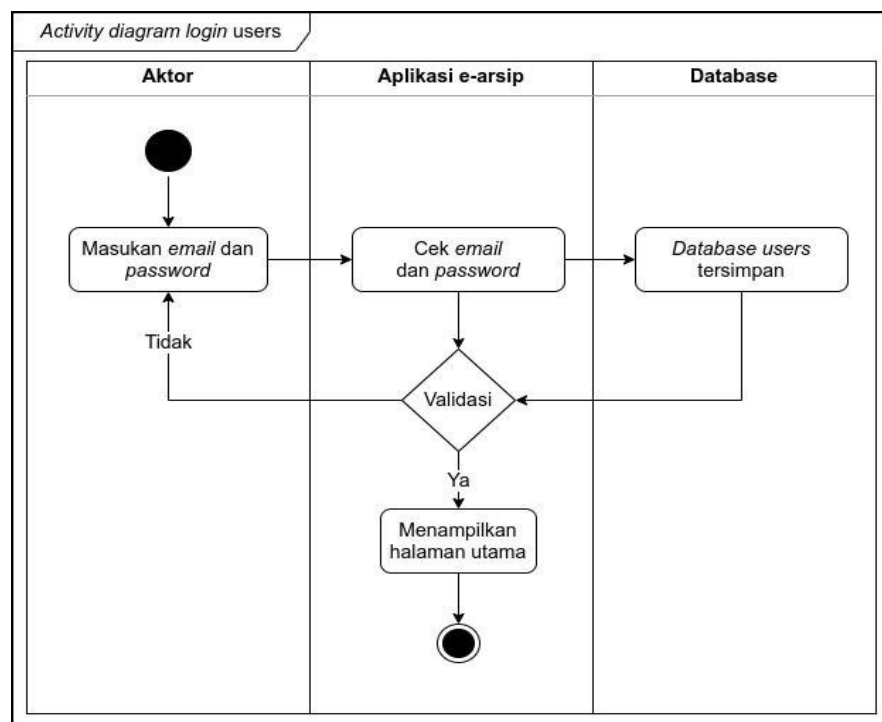 Activity diagram login users
Aktor
Aplikasi e-arsip
Database
Masukan email dan
password
Cek email
dan password
Database users
tersimpan
Tidak
Validasi
Ya
Menampilkan
halaman utama